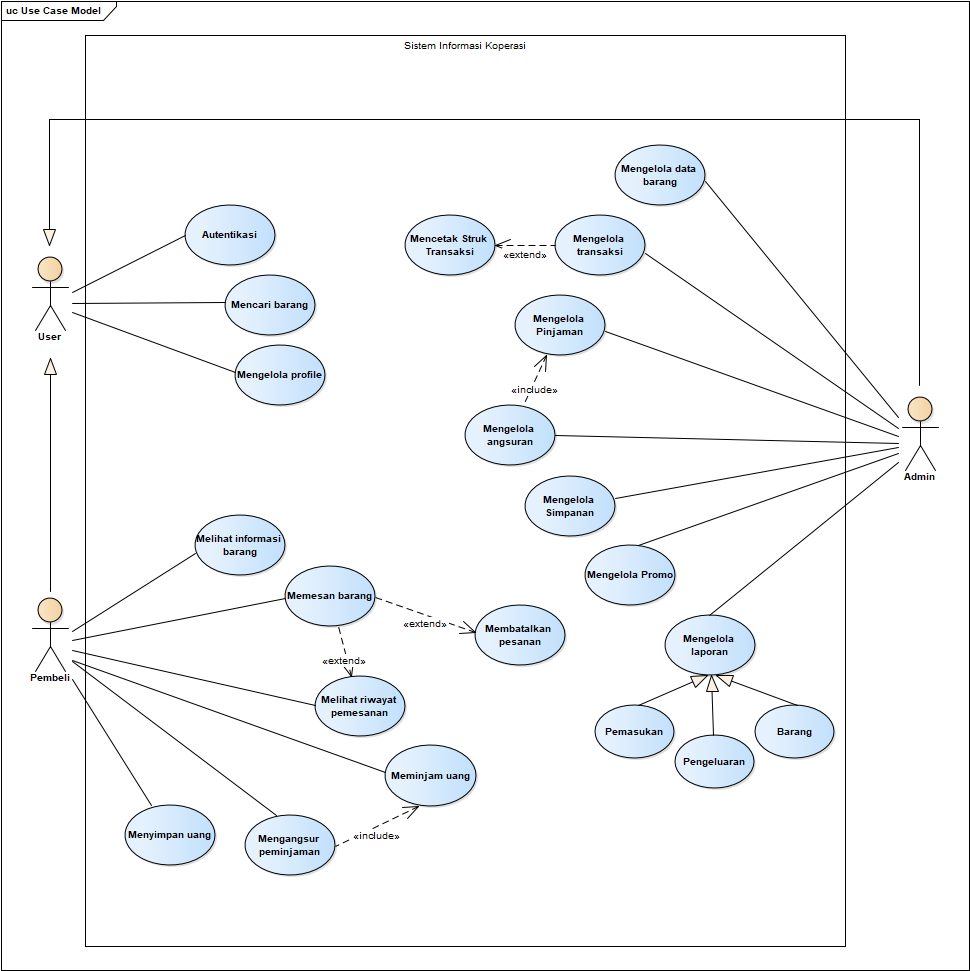 uc Use Case Model
Sistem Informasi Koperasi
Mengelola data
barang
Autentikasi
Mencetak Struk
Transaksi
«extend»
Mengelola
transaksi
Mencari barang
Mengelola
Pinjaman
User
Mengelola profile
«include»
Mengelola
angsuran
Admin
Mengelola
Simpanan
Melihat informasi
barang
Mengelola Promo
Memesan barang
«extend»
Membatalkan
pesanan
Mengelola
laporan
«extend»
Pembeli
Melihat riwayat
pemesanan
Pemasukan
Pengeluaran
Barang
Meminjam uang
Menyimpan uang
Mengangsur
peminjaman
«include»